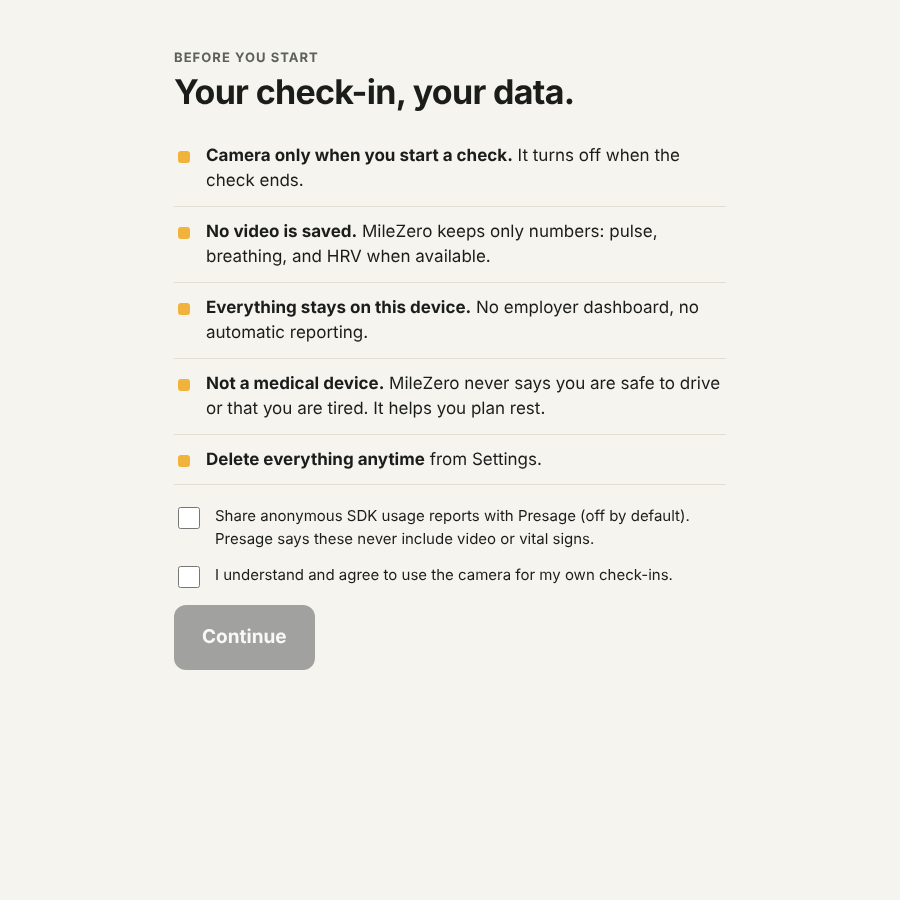 BEFORE YOU START
Your check-in, your data.
Camera only when you start a check. It turns off when the
check ends.
No video is saved. MileZero keeps only numbers: pulse,
breathing, and HRV when available.
Everything stays on this device. No employer dashboard, no
automatic reporting.
Not a medical device. MileZero never says you are safe to drive
or that you are tired. It helps you plan rest.
Delete everything anytime from Settings.
Share anonymous SDK usage reports with Presage (off by default).
Presage says these never include video or vital signs.
I understand and agree to use the camera for my own check-ins.
Continue